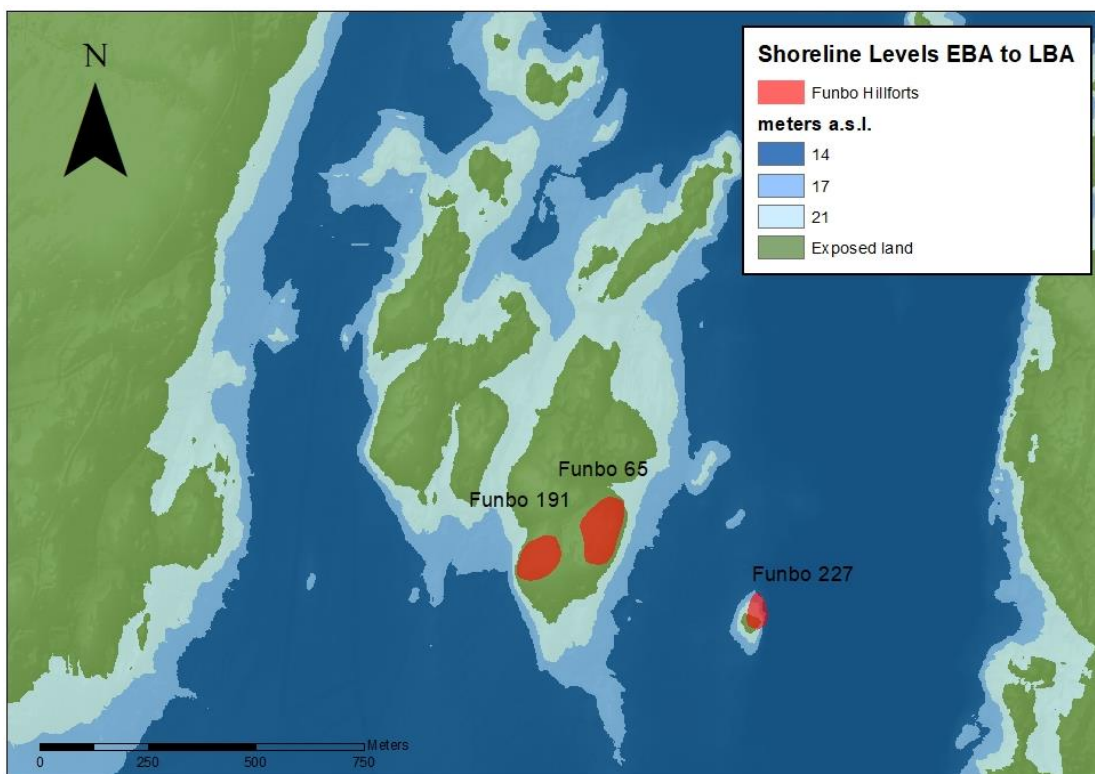 N
Shoreline Levels EBA to LBA
Funbo Hillforts
meters a.s.l.
14
17
21
Exposed land
Funbo 65
Funbo 191
Funbo 227
Meters
0 250 500 750